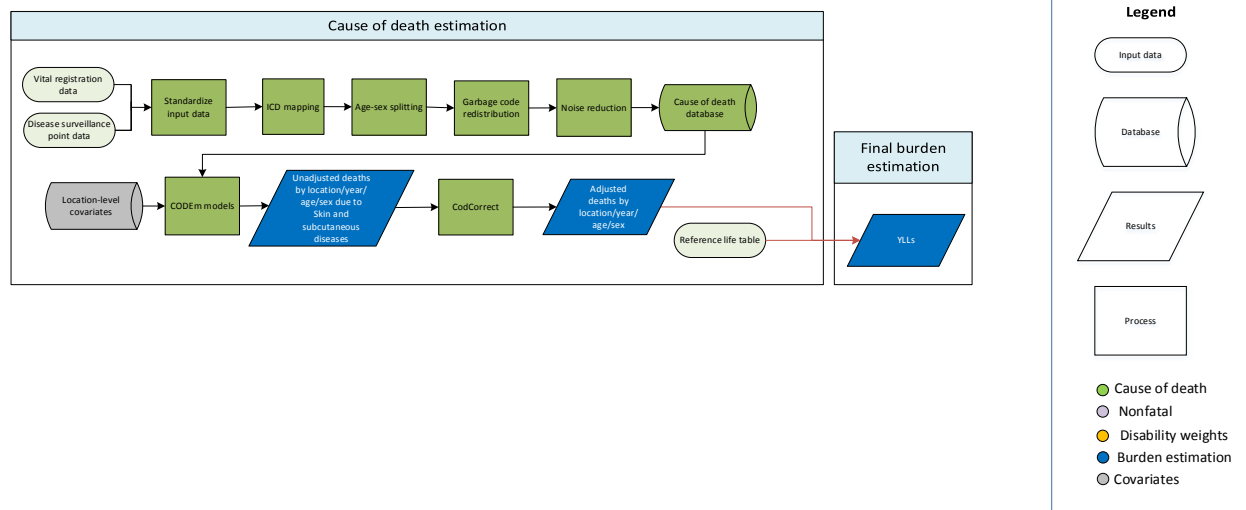 Cause of death estimation
Vital registration
data
Disease surveillance
point data
Standardize
input data
ICD mapping
Age-sex splitting
Garbage code
redistribution
Noise reduction
Cause of death
database
Location-level
covariates
CODEm models
Unadjusted deaths
by location/year/
age/sex due to
Skin and
subcutaneous
diseases
CodCorrect
Adjusted
deaths by
location/year/
age/sex
Reference life table
Final burden
estimation
YLLs
Legend
Input data
Database
Results
Process
Cause of death
Nonfatal
Disability weights
Burden estimation
Covariates